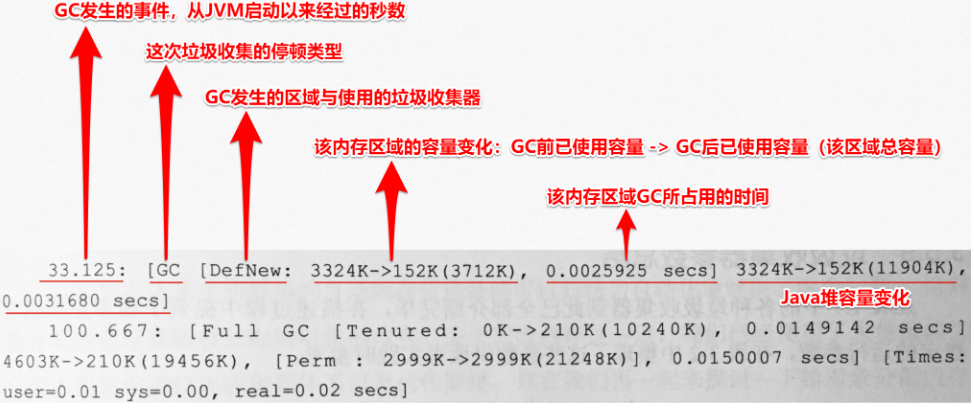 GC发生的事件，从JVM启动以来经过的秒数
这次垃圾收集的停顿类型
GC发生的区域与使用的垃圾收集器
该内存区域的容量变化：GC前已使用容量 -> GC后已使用容量（该区域总容量）
该内存区域GC所占用的时间
33.125: [GC [DefNew: 3324K->152K(3712K), 0.0025925 secs] 3324K->152K(11904K),
0.0031680 secs]
Java堆容量变化
100.667: [Full GC [Tenured: 0K->210K(10240K), 0.0149142 secs]
4603K->210K(19456K), [Perm : 2999K->2999K(21248K)], 0.0150007 secs] [Times:
user=0.01 sys=0.00, real=0.02 secs]